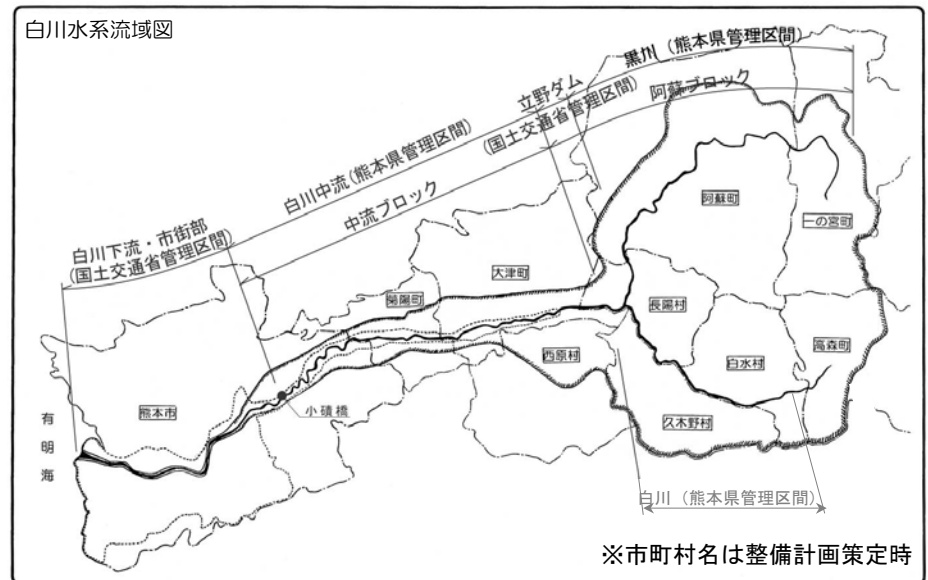 白川水系流域図
黒川（熊本県管理区間）
立野ダム
（国土交通省管理区間）
阿蘇ブロック
白川中流（熊本県管理区間）
中流ブロック
白川下流・市街部
（国土交通省管理区間）
阿蘇町
一の宮町
大津町
菊陽町
長陽村
西原村
白水村
高森町
熊本市
小磧橋
久木野村
有明海
白川（熊本県管理区間）
※市町村名は整備計画策定時